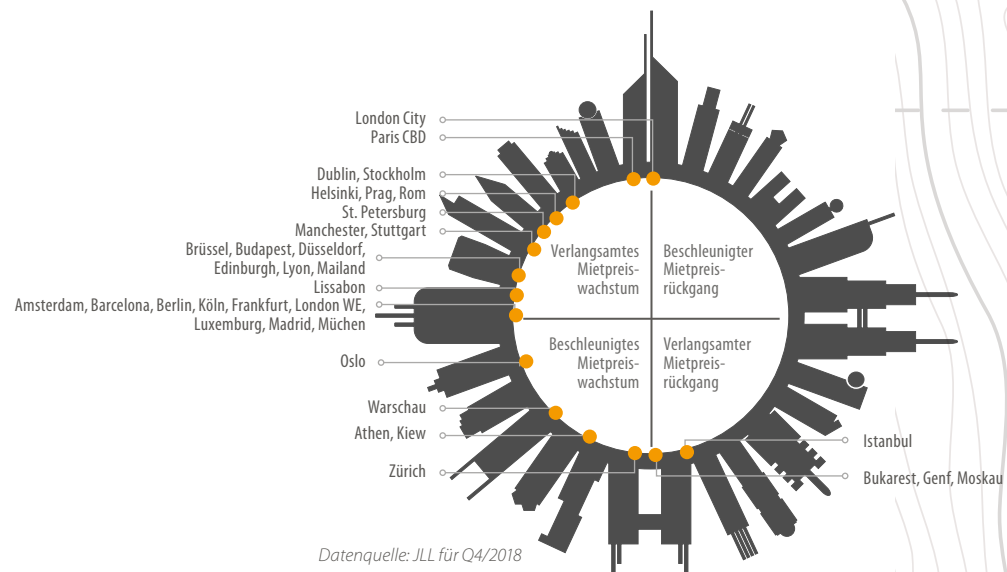 London City
Paris CBD
Dublin, Stockholm
Helsinki, Prag, Rom
St. Petersburg
Manchester, Stuttgart
Brüssel, Budapest, Düsseldorf,
Edinburgh, Lyon, Mailand
Lissabon
Amsterdam, Barcelona, Berlin, Köln, Frankfurt, London WE,
Luxemburg, Madrid, Müchen
Oslo
Warschau
Athen, Kiew
Zürich
Verlangsamtes
Mietpreis-
wachstum
Beschleunigter
Mietpreis-
rückgang
Beschleunigtes
Mietpreis-
wachstum
Verlangsamter
Mietpreis-
rückgang
Istanbul
Bukarest, Genf, Moskau
Datenquelle: JLL für Q4/2018